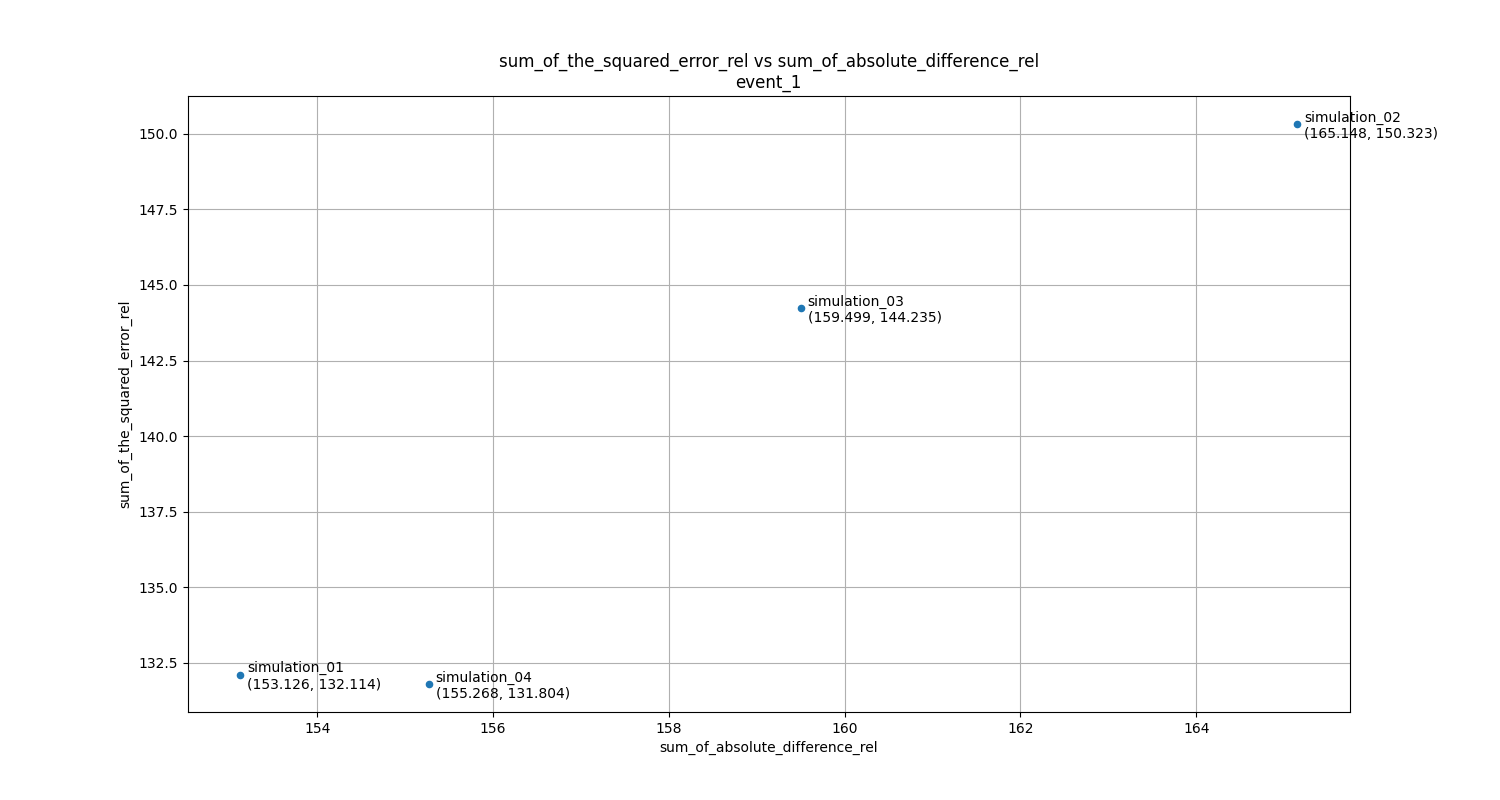 sum_of_the_squared_error_rel vs sum_of_absolute_difference_rel
event_1
sum_of_the_squared_error_rel
150.0
147.5
145.0
142.5
140.0
137.5
135.0
132.5
simulation_02
(165.148, 150.323)
simulation_03
(159.499, 144.235)
simulation_01
(153.126, 132.114)
simulation_04
(155.268, 131.804)
154
156
158
160
162
164
sum_of_absolute_difference_rel